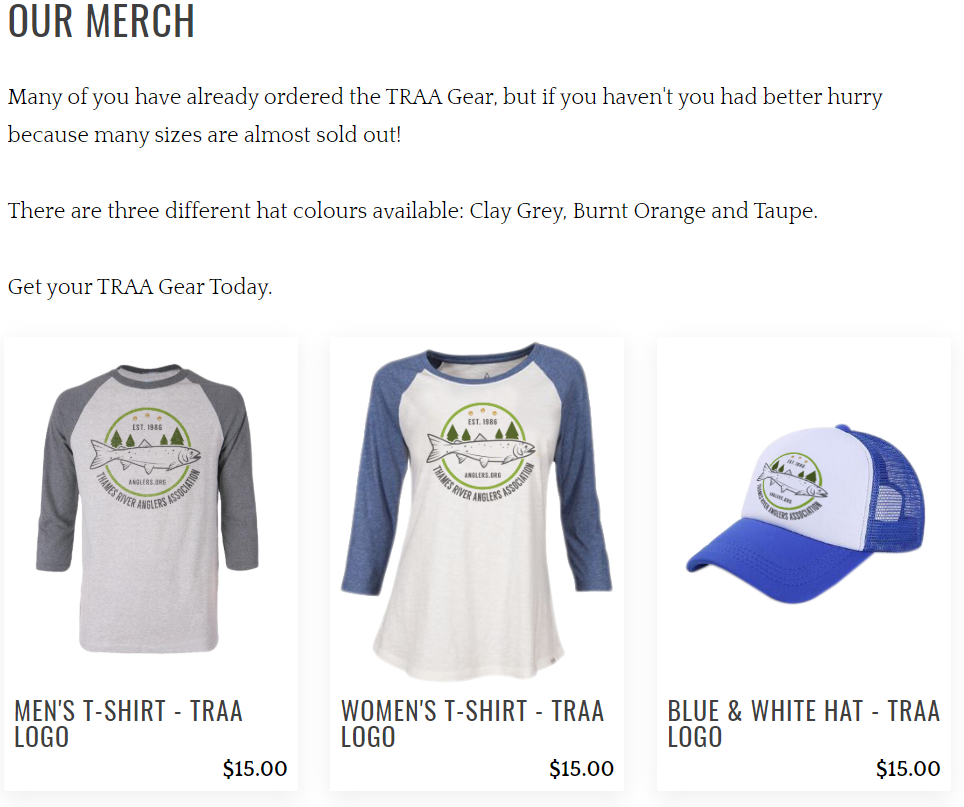 OUR MERCH
Many of you have already ordered the TRAA Gear, but if you haven't you had better hurry
because many sizes are almost sold out!
There are three different hat colours available: Clay Grey, Burnt Orange and Taupe.
Get your TRAA Gear Today.
EST. 1986
ANGLERS.ORG
THAMES RIVER ANGLERS ASSOCIATION
EST. 1986
ANGLERS.ORG
THAMES RIVER ANGLERS ASSOCIATION
EST. 1986
ANGLERS.ORG
THAMES RIVER ANGLERS ASSOCIATION
MEN'S T-SHIRT - TRAA
LOGO
$15.00
WOMEN'S T-SHIRT - TRAA
LOGO
$15.00
BLUE & WHITE HAT - TRAA
LOGO
$15.00